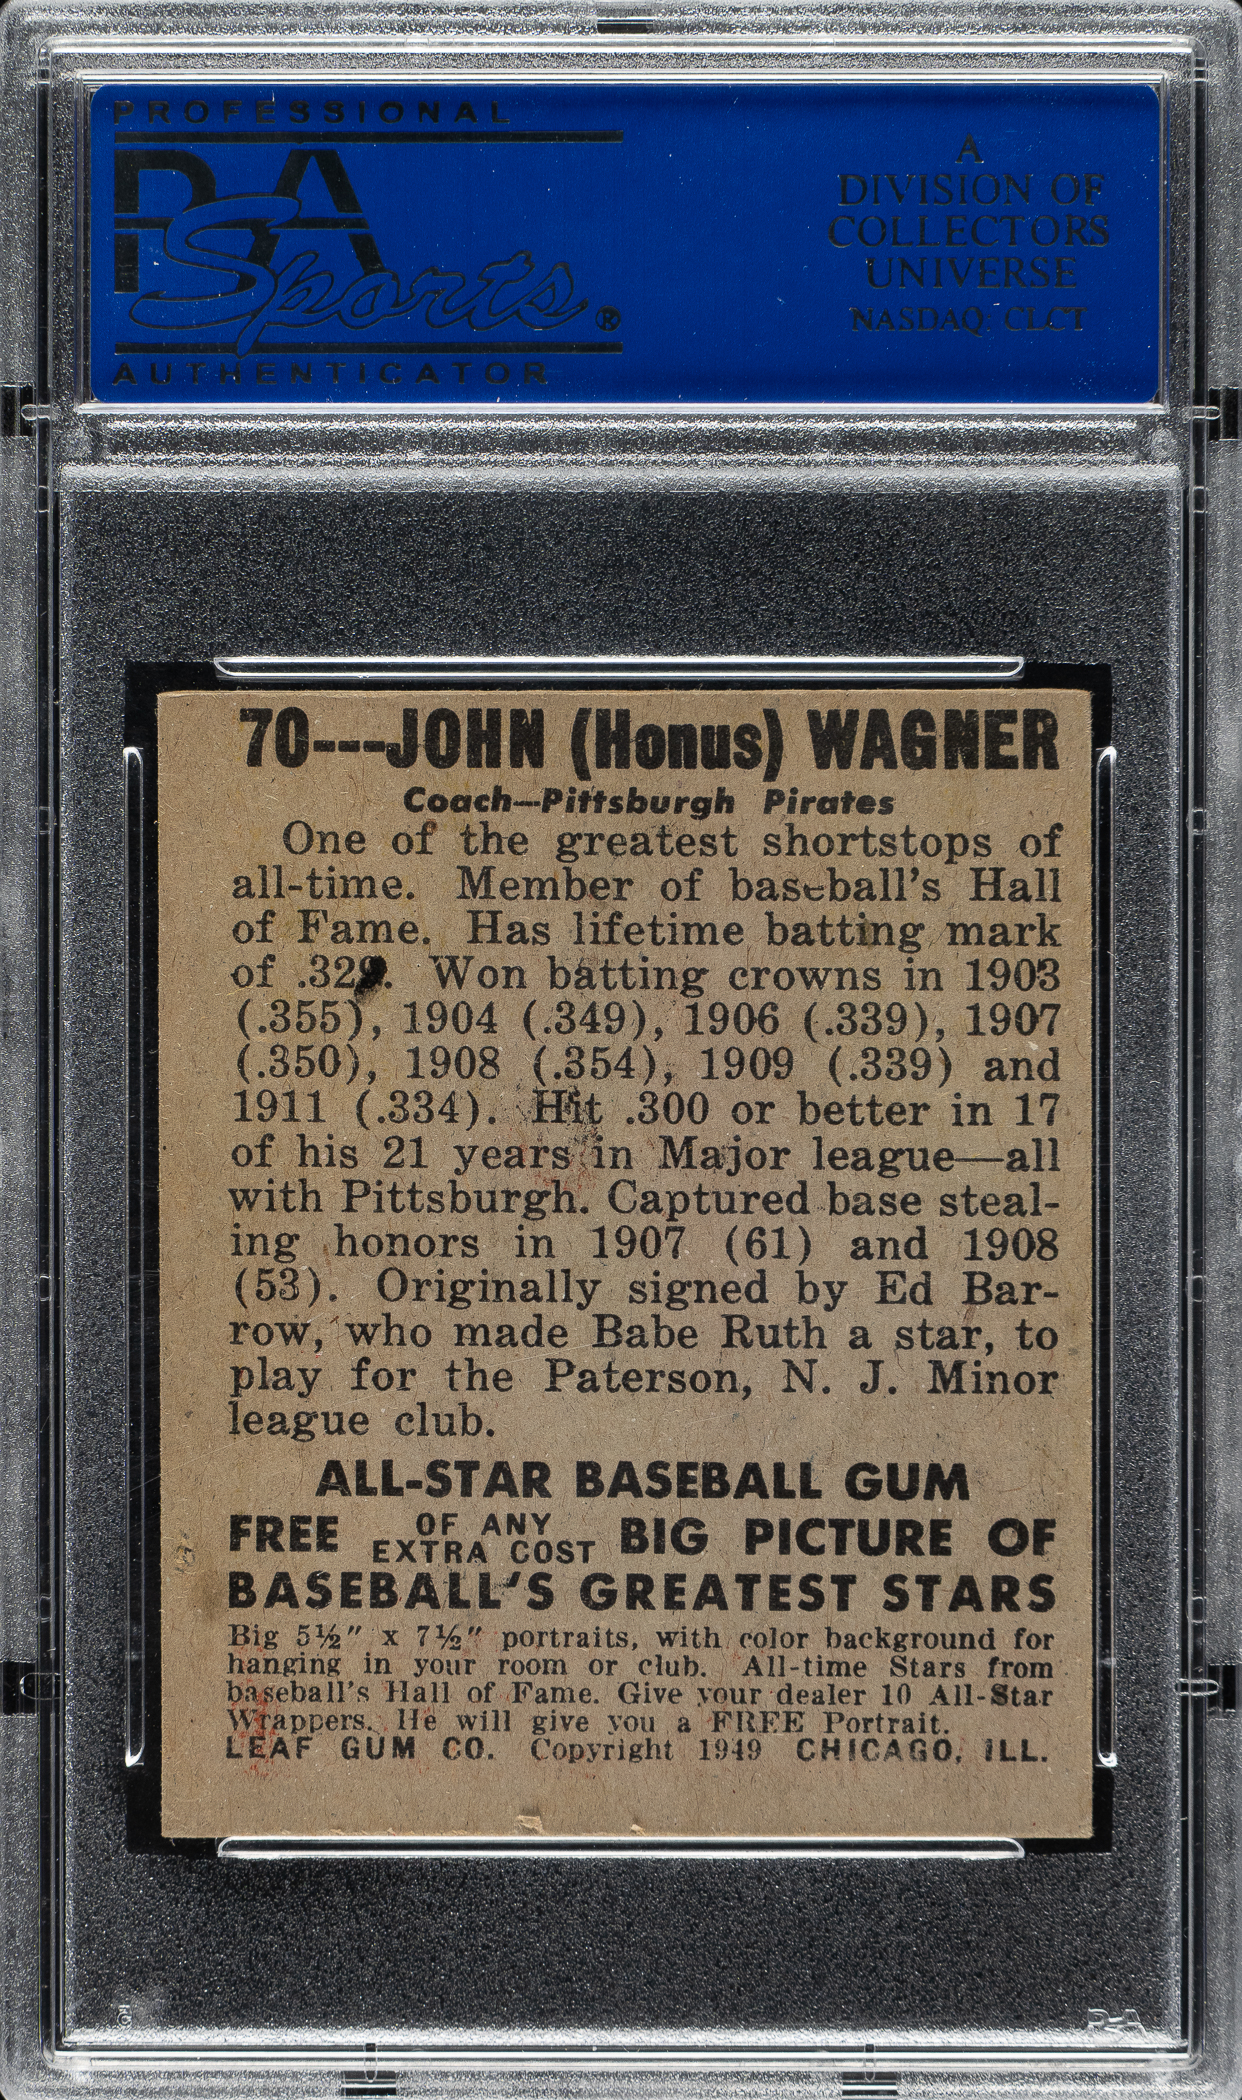 PROFESSIONAL
PSA
Sports®
AUTHENTICATOR
A
DIVISION OF
COLLECTORS
UNIVERSE
NASDAQ: CLCT
70---JOHN (Honus) WAGNER
Coach—Pittsburgh Pirates
One of the greatest shortstops of
all-time. Member of baseball's Hall
of Fame. Has lifetime batting mark
of .329. Won batting crowns in 1903
(.355), 1904 (.349), 1906 (.339), 1907
(.350), 1908 (.354), 1909 (.339) and
1911 (.334). Hit .300 or better in 17
of his 21 years in Major league—all
with Pittsburgh. Captured base steal-
ing honors in 1907 (61) and 1908
(53). Originally signed by Ed Bar-
row, who made Babe Ruth a star, to
play for the Paterson, N. J. Minor
league club.
ALL-STAR BASEBALL GUM
FREE OF ANY EXTRA COST BIG PICTURE OF
BASEBALL'S GREATEST STARS
Big 5½" x 7½" portraits, with color background for
hanging in your room or club. All-time Stars from
baseball's Hall of Fame. Give your dealer 10 All-Star
Wrappers. He will give you a FREE Portrait.
LEAF GUM CO. Copyright 1949 CHICAGO, ILL.
PSA